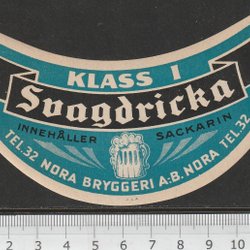 KLASS I
Svagdricka
INNEHÅLLER SACKARIN
TEL.32 NORA BRYGGERI A-B. NORA TEL.32
0 1 2 3 4 5 6 7 8 9 10